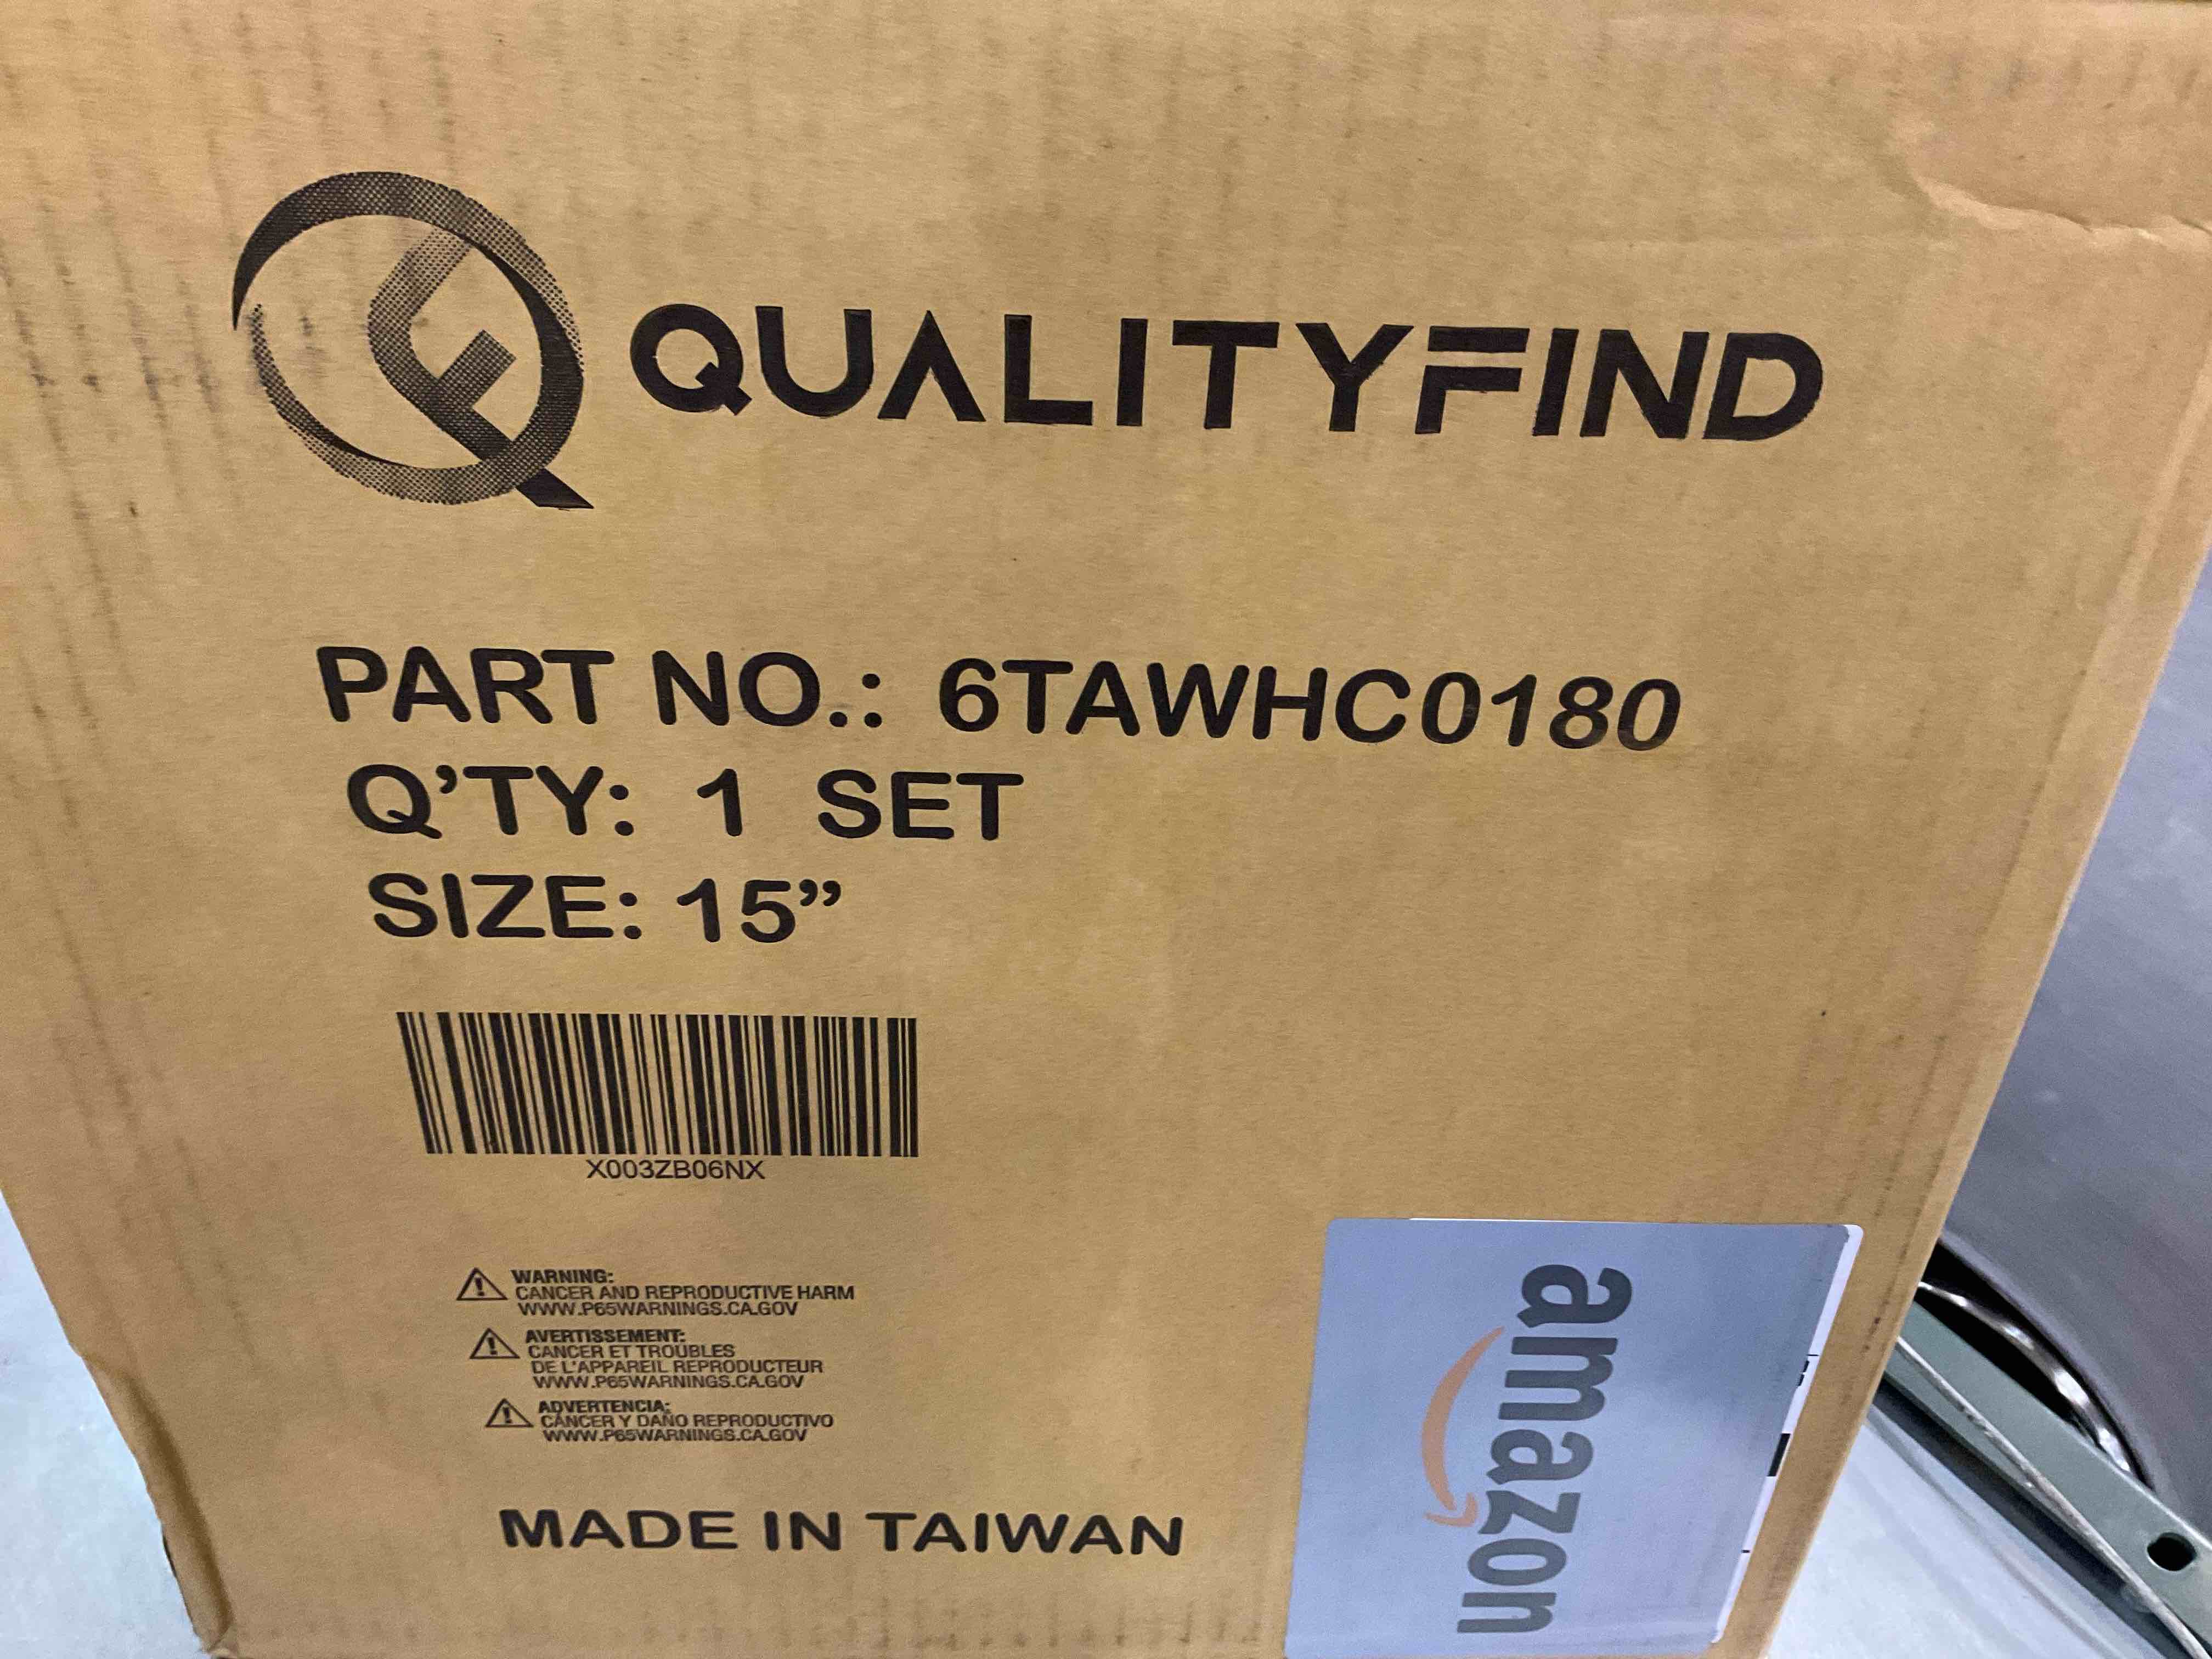 QUALITYFIND
PART NO.: 6TAWHC0180
Q'TY: 1 SET
SIZE: 15”
X003ZB06NX
WARNING:
CANCER AND REPRODUCTIVE HARM
WWW.P65WARNINGS.CA.GOV
AVERTISSEMENT:
CANCER ET TROUBLES
DE L'APPAREIL REPRODUCTEUR
WWW.P65WARNINGS.CA.GOV
ADVERTENCIA:
CÁNCER Y DAÑO REPRODUCTIVO
WWW.P65WARNINGS.CA.GOV
MADE IN TAIWAN
amazon